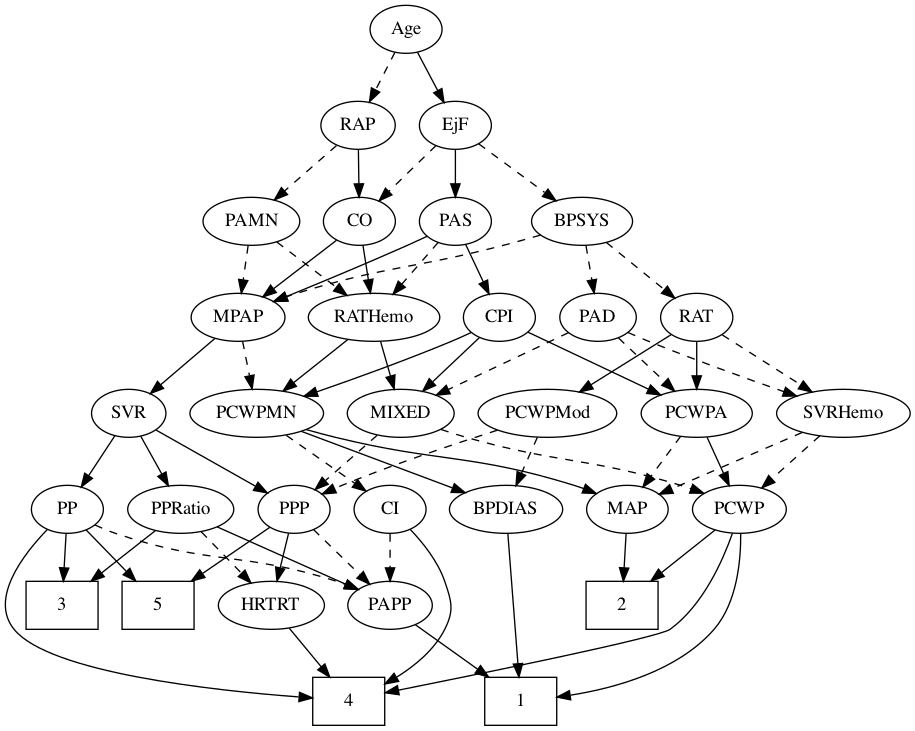 Age
RAP
EjF
PAMN
CO
PAS
BPSYS
MPAP
RATHemo
CPI
PAD
RAT
SVR
PCWPMN
MIXED
PCWPMod
PCWPA
SVRHemo
PP
PPRatio
PPP
CI
BPDIAS
MAP
PCWP
3
5
HRTRT
PAPP
2
4
1